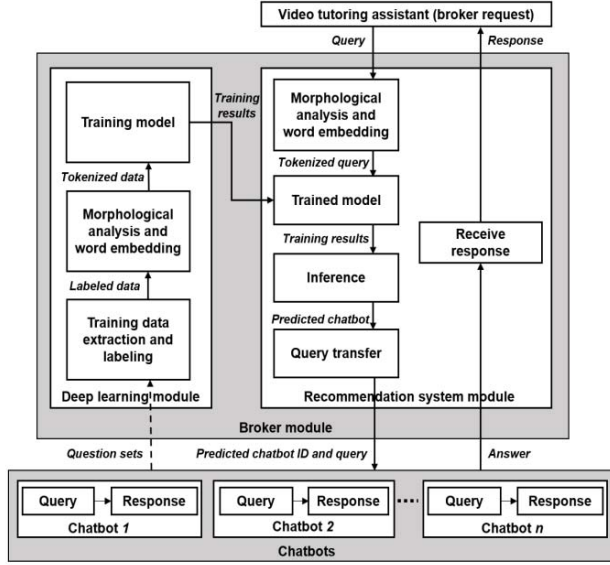 Video tutoring assistant (broker request)
Query
Response
Training model
Training
results
Morphological
analysis and
word embedding
Tokenized data
Tokenized query
Morphological
analysis and
word embedding
Trained model
Receive
response
Labeled data
Training results
Inference
Training data
extraction and
labeling
Predicted chatbot
Query transfer
Deep learning module
Recommendation system module
Broker module
Question sets
Predicted chatbot ID and query
Answer
Query
Response
Chatbot 1
Query
Response
Chatbot 2
Query
Response
Chatbot n
Chatbots